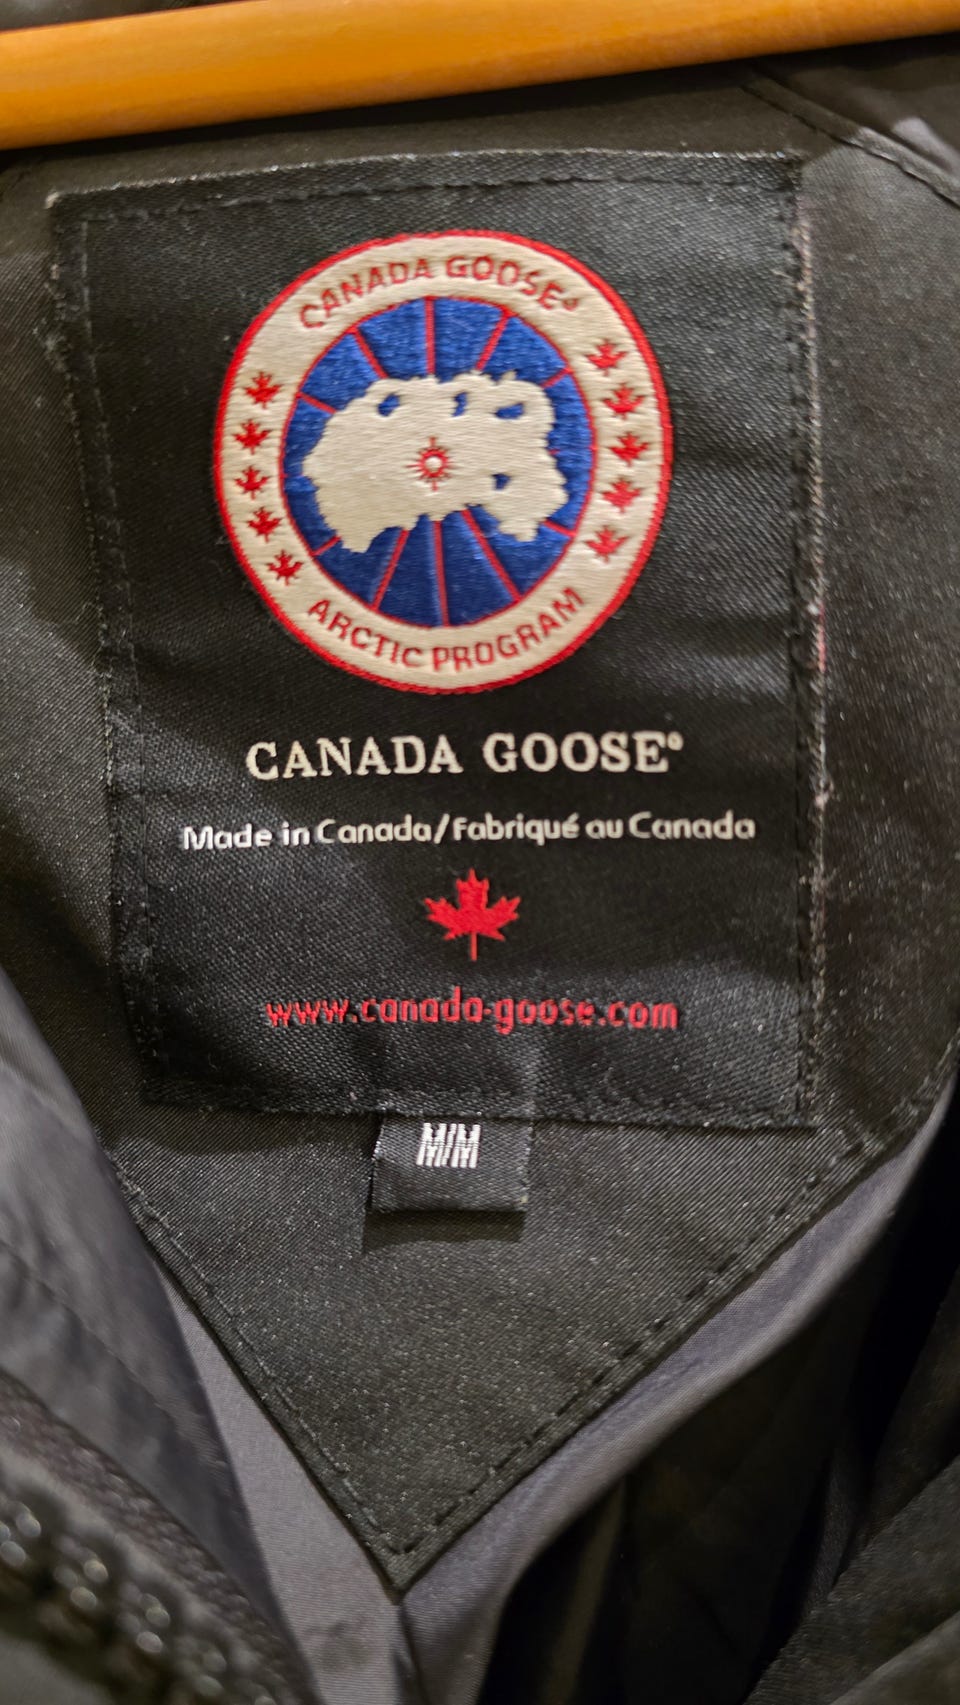 CANADA GOOSE®
ARCTIC PROGRAM
CANADA GOOSE®
Made in Canada/Fabriqué au Canada
www.canada-goose.com
M/M